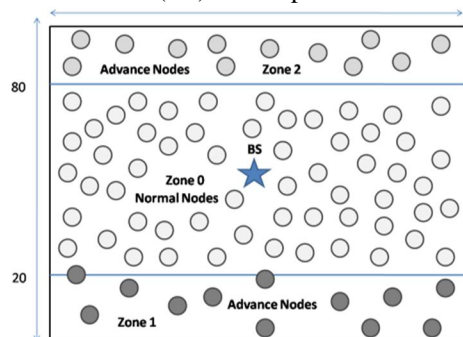 80
Advance Nodes Zone 2
BS
Zone 0
Normal Nodes
20
Advance Nodes
Zone 1